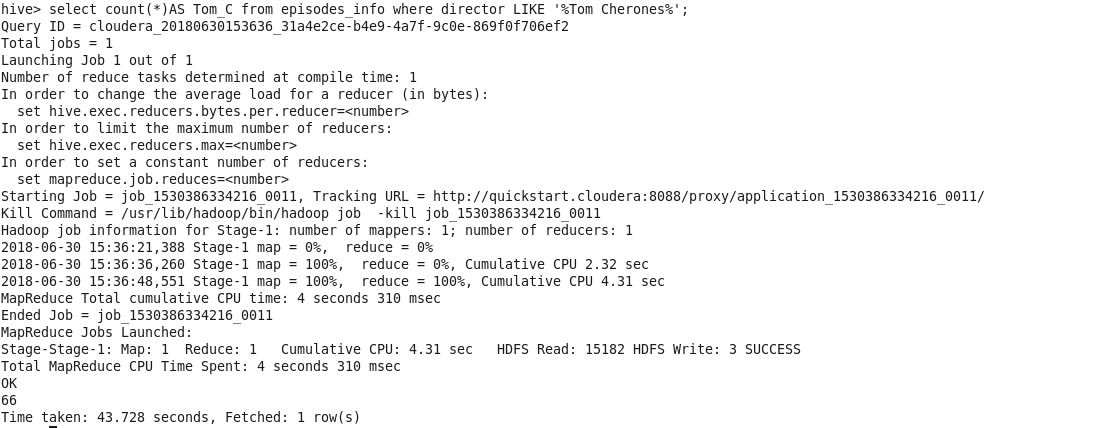 hive> select count(*)AS Tom_C from episodes_info where director LIKE '%Tom Cherones%';
Query ID = cloudera_20180630153636_31a4e2ce-b4e9-4a7f-9c0e-869f0f706ef2
Total jobs = 1
Launching Job 1 out of 1
Number of reduce tasks determined at compile time: 1
In order to change the average load for a reducer (in bytes):
  set hive.exec.reducers.bytes.per.reducer=<number>
In order to limit the maximum number of reducers:
  set hive.exec.reducers.max=<number>
In order to set a constant number of reducers:
  set mapreduce.job.reduces=<number>
Starting Job = job_1530386334216_0011, Tracking URL = http://quickstart.cloudera:8088/proxy/application_1530386334216_0011/
Kill Command = /usr/lib/hadoop/bin/hadoop job  -kill job_1530386334216_0011
Hadoop job information for Stage-1: number of mappers: 1; number of reducers: 1
2018-06-30 15:36:21,388 Stage-1 map = 0%,  reduce = 0%
2018-06-30 15:36:36,260 Stage-1 map = 100%,  reduce = 0%, Cumulative CPU 2.32 sec
2018-06-30 15:36:48,551 Stage-1 map = 100%,  reduce = 100%, Cumulative CPU 4.31 sec
MapReduce Total cumulative CPU time: 4 seconds 310 msec
Ended Job = job_1530386334216_0011
MapReduce Jobs Launched:
Stage-Stage-1: Map: 1  Reduce: 1   Cumulative CPU: 4.31 sec   HDFS Read: 15182 HDFS Write: 3 SUCCESS
Total MapReduce CPU Time Spent: 4 seconds 310 msec
OK
66
Time taken: 43.728 seconds, Fetched: 1 row(s)